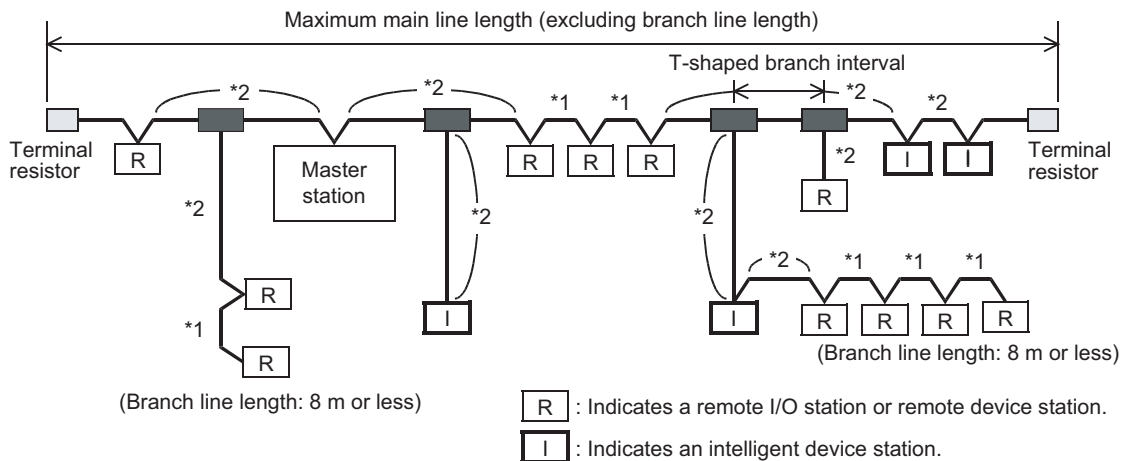 Maximum main line length (excluding branch line length)
T-shaped branch interval
*2
*2
*1
*1
*2
*2
Terminal
resistor
R
Master
station
R
R
R
*2
R
I
I
Terminal
resistor
*2
*2
*2
R
*1
R
I
I
*2
*1
*1
*1
R
R
R
R
(Branch line length: 8 m or less)
(Branch line length: 8 m or less)
R : Indicates a remote I/O station or remote device station.
I : Indicates an intelligent device station.